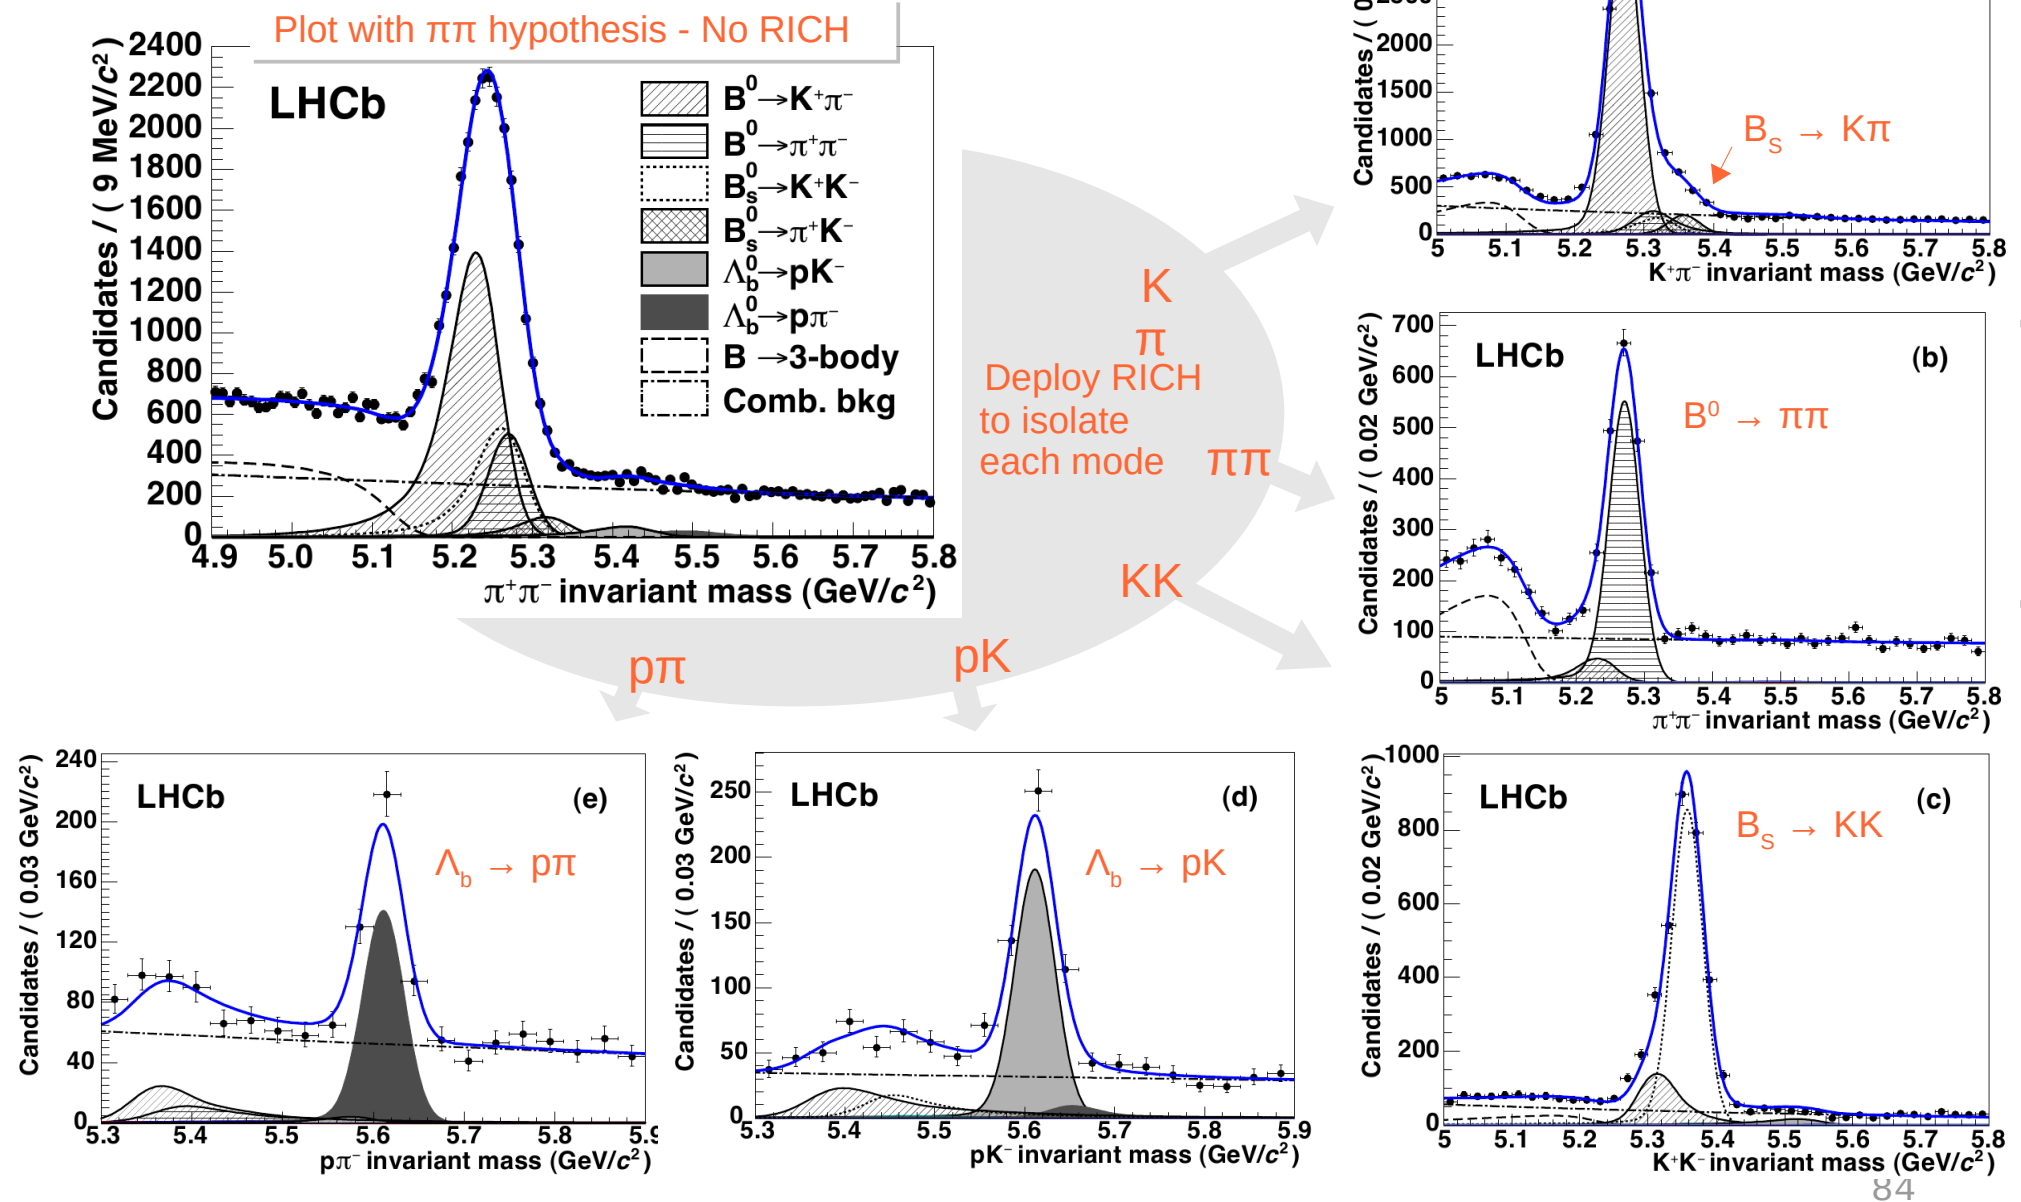 Plot with ππ hypothesis - No RICH
Candidates / ( 9 MeV/c²)
2400
2200
2000
1800
1600
1400
1200
1000
800
600
400
200
0
LHCb
B⁰→K⁺π⁻
B⁰→π⁺π⁻
B⁰ₛ→K⁺K⁻
B⁰ₛ→π⁺K⁻
Λ⁰b→pK⁻
Λ⁰b→pπ⁻
B →3-body
Comb. bkg
4.9 5.0 5.1 5.2 5.3 5.4 5.5 5.6 5.7 5.8
π⁺π⁻ invariant mass (GeV/c²)
K
π
Deploy RICH
to isolate
each mode
ππ
KK
pK
pπ
2000
1500
1000
500
0
B_S → Kπ
5 5.1 5.2 5.3 5.4 5.5 5.6 5.7 5.8
K⁺π⁻ invariant mass (GeV/c²)
Candidates / ( 0.02 GeV/c²)
700
600
500
400
300
200
100
0
LHCb
(b)
B⁰ → ππ
5 5.1 5.2 5.3 5.4 5.5 5.6 5.7 5.8
π⁺π⁻ invariant mass (GeV/c²)
Candidates / ( 0.03 GeV/c²)
240
200
160
120
80
40
0
LHCb
(e)
Λb → pπ
5.3 5.4 5.5 5.6 5.7 5.8 5.9
pπ⁻ invariant mass (GeV/c²)
Candidates / ( 0.03 GeV/c²)
250
200
150
100
50
0
LHCb
(d)
Λb → pK
5.3 5.4 5.5 5.6 5.7 5.8 5.9
pK⁻ invariant mass (GeV/c²)
Candidates / ( 0.02 GeV/c²)
1000
800
600
400
200
0
LHCb
(c)
B_S → KK
5 5.1 5.2 5.3 5.4 5.5 5.6 5.7 5.8
K⁺K⁻ invariant mass (GeV/c²)
84